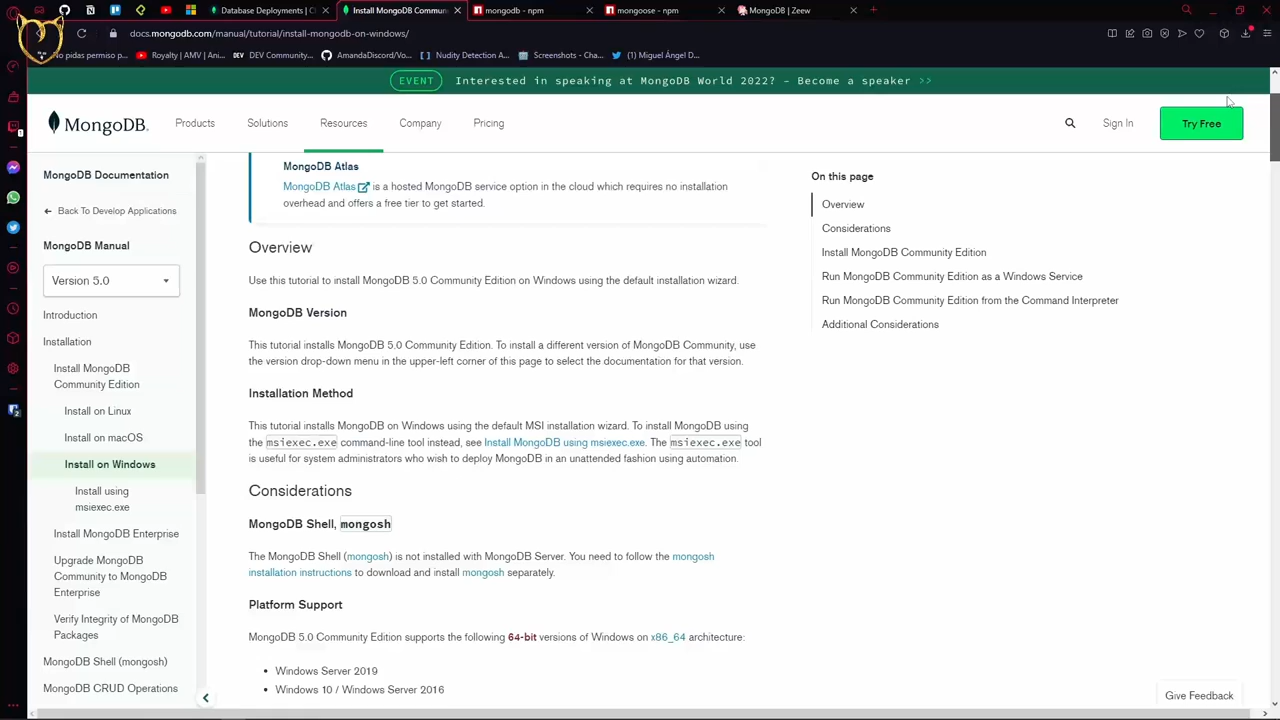 Database Deployments | C
Install MongoDB Commun
mongodb - npm
mongoose - npm
MongoDB | Zeew
docs.mongodb.com/manual/tutorial/install-mongodb-on-windows/
No pidas permiso p
Royalty | AMV | Ani
DEV Community
AmandaDiscord/Vo
Nudity Detection A
Screenshots - Cha
(1) Miguel Ángel D
EVENT Interested in speaking at MongoDB World 2022? - Become a speaker >>
MongoDB.
Products
Solutions
Resources
Company
Pricing
Sign In
Try Free
MongoDB Documentation
Back To Develop Applications
MongoDB Manual
Version 5.0
Introduction
Installation
Install MongoDB
Community Edition
Install on Linux
Install on macOS
Install on Windows
Install using
msiexec.exe
Install MongoDB Enterprise
Upgrade MongoDB
Community to MongoDB
Enterprise
Verify Integrity of MongoDB
Packages
MongoDB Shell (mongosh)
MongoDB CRUD Operations
MongoDB Atlas
MongoDB Atlas is a hosted MongoDB service option in the cloud which requires no installation
overhead and offers a free tier to get started.
Overview
Use this tutorial to install MongoDB 5.0 Community Edition on Windows using the default installation wizard.
MongoDB Version
This tutorial installs MongoDB 5.0 Community Edition. To install a different version of MongoDB Community, use
the version drop-down menu in the upper-left corner of this page to select the documentation for that version.
Installation Method
This tutorial installs MongoDB on Windows using the default MSI installation wizard. To install MongoDB using
the msiexec.exe command-line tool instead, see Install MongoDB using msiexec.exe. The msiexec.exe tool
is useful for system administrators who wish to deploy MongoDB in an unattended fashion using automation.
Considerations
MongoDB Shell, mongosh
The MongoDB Shell (mongosh) is not installed with MongoDB Server. You need to follow the mongosh
installation instructions to download and install mongosh separately.
Platform Support
MongoDB 5.0 Community Edition supports the following 64-bit versions of Windows on x86_64 architecture:
• Windows Server 2019
• Windows 10 / Windows Server 2016
On this page
Overview
Considerations
Install MongoDB Community Edition
Run MongoDB Community Edition as a Windows Service
Run MongoDB Community Edition from the Command Interpreter
Additional Considerations
Give Feedback